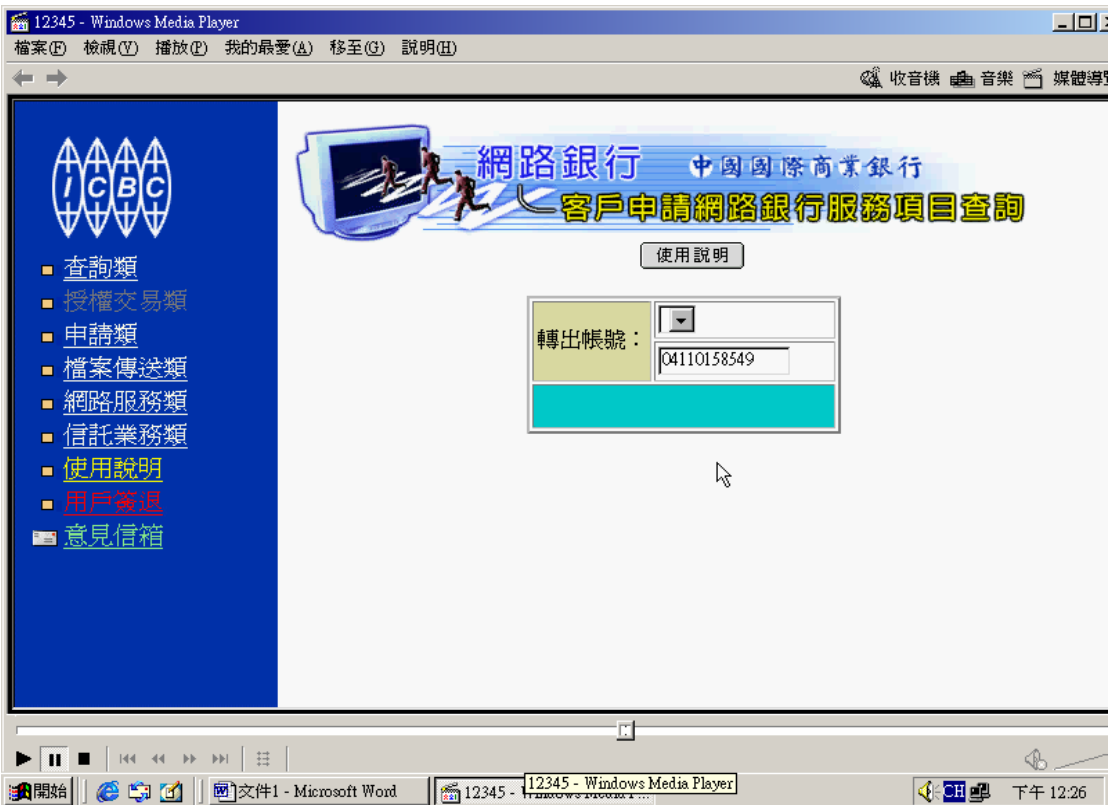 12345 - Windows Media Player
檔案(F) 檢視(V) 播放(P) 我的最愛(A) 移至(G) 說明(H)
收音機 音樂 媒體導覽
ICBC
網路銀行 中國國際商業銀行
客戶申請網路銀行服務項目查詢
使用說明
查詢類
授權交易類
申請類
檔案傳送類
網路服務類
信託業務類
使用說明
用戶簽退
意見信箱
轉出帳號：
04110158549
開始 文件1 - Microsoft Word 12345 - 12345 - Windows Media Player CH 下午 12:26